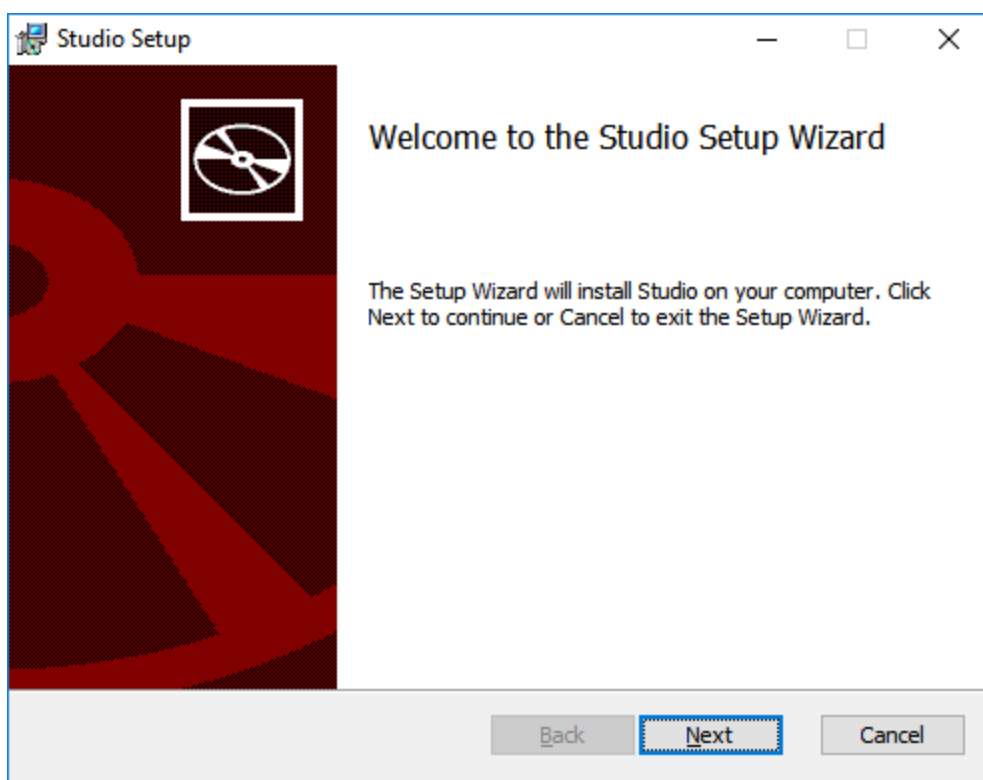 Studio Setup
Welcome to the Studio Setup Wizard
The Setup Wizard will install Studio on your computer. Click
Next to continue or Cancel to exit the Setup Wizard.
Back
Next
Cancel